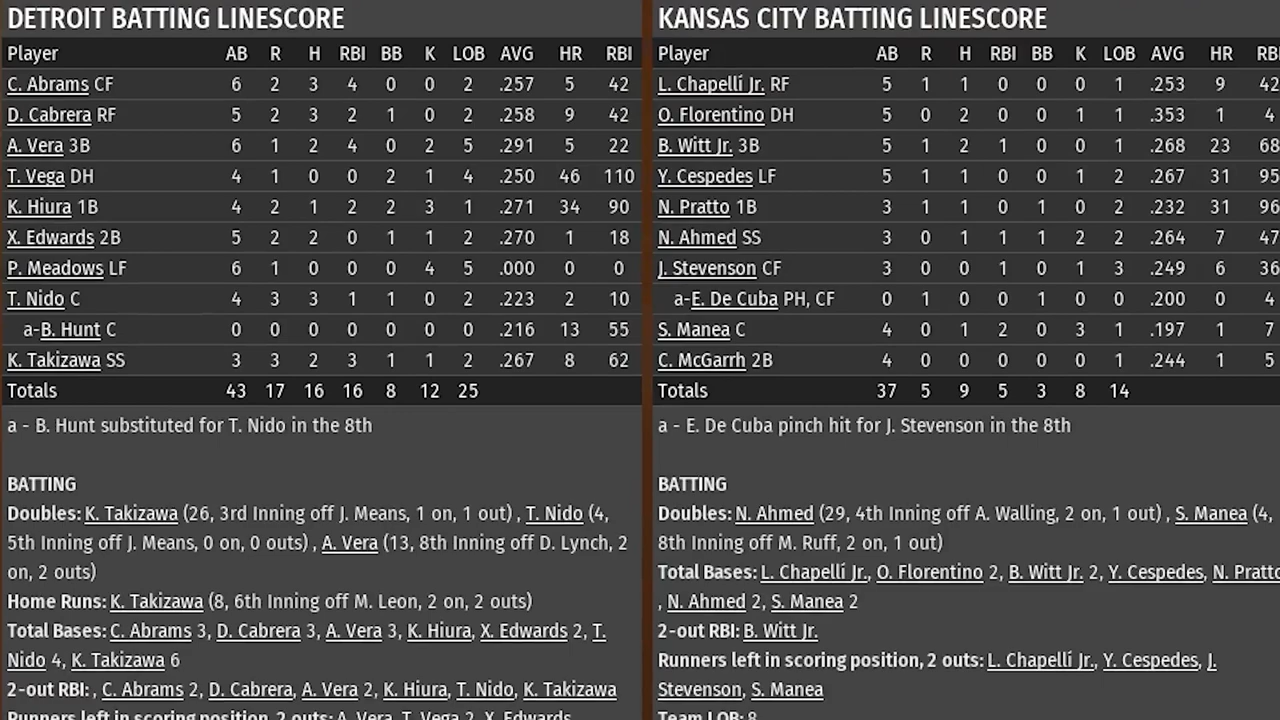 DETROIT BATTING LINESCORE
Player AB R H RBI BB K LOB AVG HR RBI
C. Abrams CF 6 2 3 4 0 0 2 .257 5 42
D. Cabrera RF 5 2 3 2 1 0 2 .258 9 42
A. Vera 3B 6 1 2 4 0 2 5 .291 5 22
T. Vega DH 4 1 0 0 2 1 4 .250 46 110
K. Hiura 1B 4 2 1 2 2 3 1 .271 34 90
X. Edwards 2B 5 2 2 0 1 1 2 .270 1 18
P. Meadows LF 6 1 0 0 0 4 5 .000 0 0
T. Nido C 4 3 3 1 1 0 2 .223 2 10
a-B. Hunt C 0 0 0 0 0 0 0 .216 13 55
K. Takizawa SS 3 3 2 3 1 1 2 .267 8 62
Totals 43 17 16 16 8 12 25
a - B. Hunt substituted for T. Nido in the 8th
BATTING
Doubles: K. Takizawa (26, 3rd Inning off J. Means, 1 on, 1 out) , T. Nido (4,
5th Inning off J. Means, 0 on, 0 outs) , A. Vera (13, 8th Inning off D. Lynch, 2
on, 2 outs)
Home Runs: K. Takizawa (8, 6th Inning off M. Leon, 2 on, 2 outs)
Total Bases: C. Abrams 3, D. Cabrera 3, A. Vera 3, K. Hiura, X. Edwards 2, T.
Nido 4, K. Takizawa 6
2-out RBI: , C. Abrams 2, D. Cabrera, A. Vera 2, K. Hiura, T. Nido, K. Takizawa
Runners left in scoring position, 2 outs: A. Vera, T. Vega 2, X. Edwards
KANSAS CITY BATTING LINESCORE
Player AB R H RBI BB K LOB AVG HR RBI
L. Chapellí Jr. RF 5 1 1 0 0 0 1 .253 9 42
O. Florentino DH 5 0 2 0 0 1 1 .353 1 4
B. Witt Jr. 3B 5 1 2 1 0 0 1 .268 23 68
Y. Cespedes LF 5 1 1 0 0 1 2 .267 31 95
N. Pratto 1B 3 1 1 0 1 0 2 .232 31 96
N. Ahmed SS 3 0 1 1 1 2 2 .264 7 47
J. Stevenson CF 3 0 0 1 0 1 3 .249 6 36
a-E. De Cuba PH, CF 0 1 0 0 1 0 0 .200 0 4
S. Manea C 4 0 1 2 0 3 1 .197 1 7
C. McGarrh 2B 4 0 0 0 0 0 1 .244 1 5
Totals 37 5 9 5 3 8 14
a - E. De Cuba pinch hit for J. Stevenson in the 8th
BATTING
Doubles: N. Ahmed (29, 4th Inning off A. Walling, 2 on, 1 out) , S. Manea (4,
8th Inning off M. Ruff, 2 on, 1 out)
Total Bases: L. Chapellí Jr., O. Florentino 2, B. Witt Jr. 2, Y. Cespedes, N. Pratto
, N. Ahmed 2, S. Manea 2
2-out RBI: B. Witt Jr.
Runners left in scoring position, 2 outs: L. Chapellí Jr., Y. Cespedes, J.
Stevenson, S. Manea
Team LOB: 8